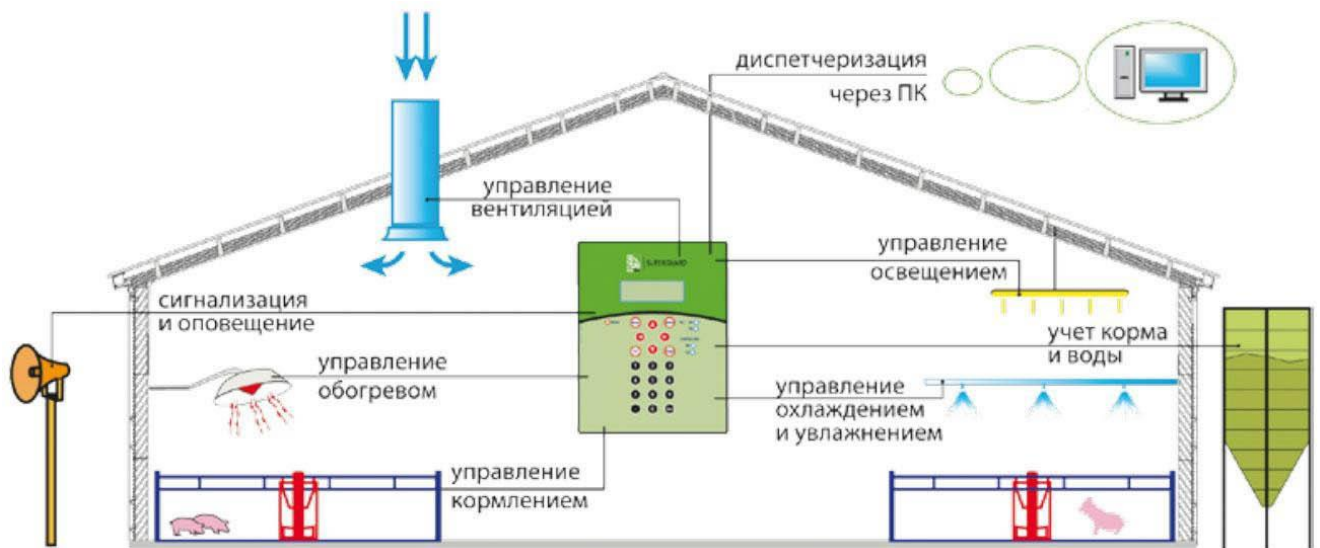 диспетчеризация
через ПК
управление
вентиляцией
управление
освещением
сигнализация
и оповещение
учет корма
и воды
управление
обогревом
управление
охлаждением
и увлажнением
управление
кормлением